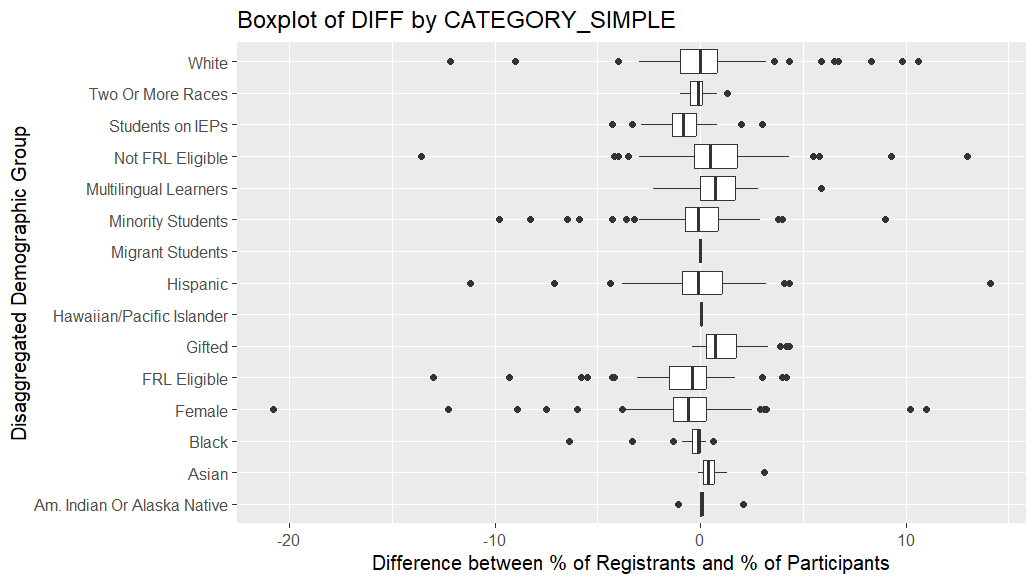 Boxplot of DIFF by CATEGORY_SIMPLE
Disaggregated Demographic Group
White
Two Or More Races
Students on IEPs
Not FRL Eligible
Multilingual Learners
Minority Students
Migrant Students
Hispanic
Hawaiian/Pacific Islander
Gifted
FRL Eligible
Female
Black
Asian
Am. Indian Or Alaska Native
-20 -10 0 10
Difference between % of Registrants and % of Participants